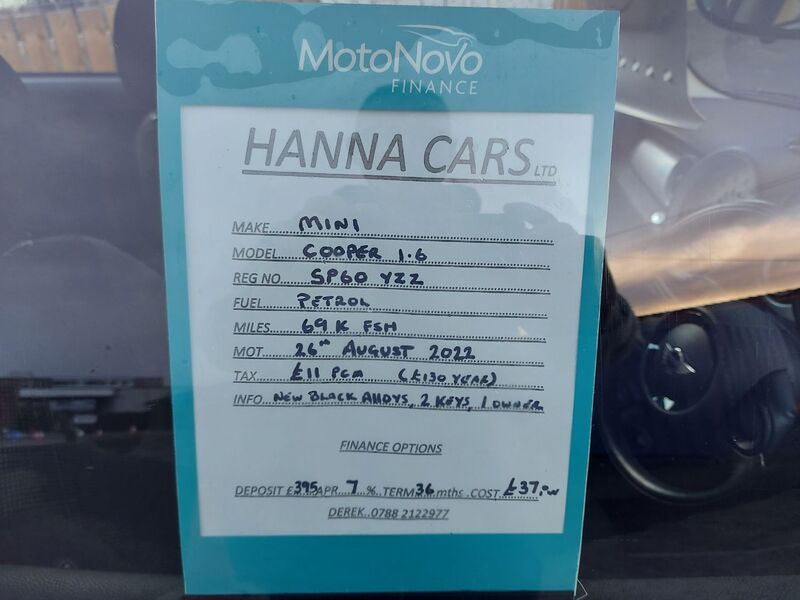 MotoNovo
FINANCE
HANNA CARS LTD
MAKE......MINI
MODEL......COOPER 1.6
REG NO......SP60 YZZ
FUEL......PETROL
MILES......69K FSH
MOT......26TH AUGUST 2022
TAX......£11 PCM (£130 YEAR)
INFO...NEW BLACK ALLOYS, 2 KEYS, 1 OWNER
FINANCE OPTIONS
DEPOSIT £395 APR...7...%..TERM 36 mths .COST.£37.PW
DEREK..0788 2122977